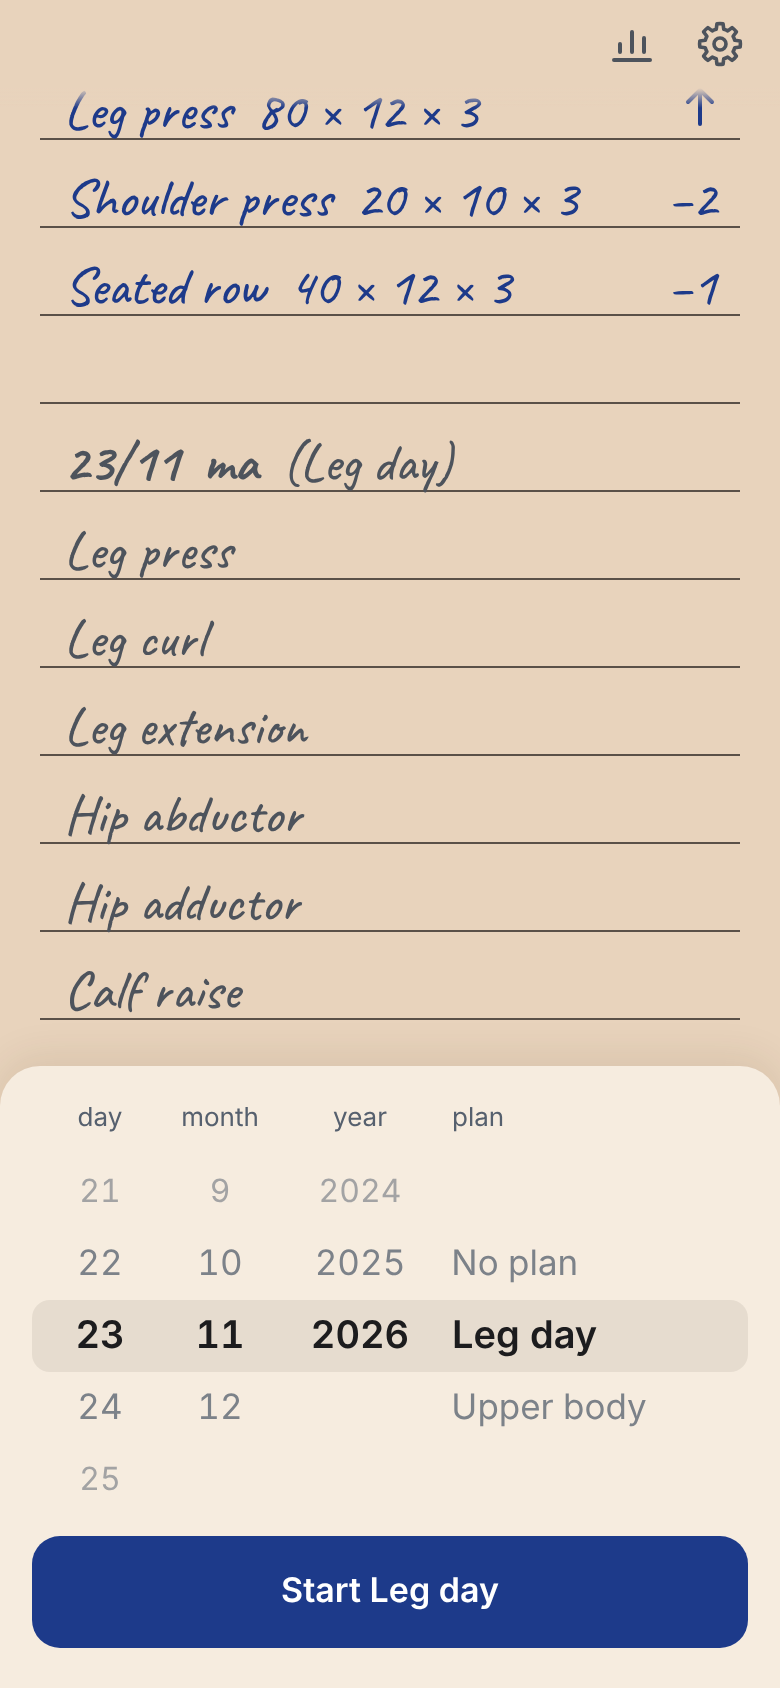 Leg press 80 × 12 × 3 ↑
Shoulder press 20 × 10 × 3 –2
Seated row 40 × 12 × 3 –1
23/11 ma (Leg day)
Leg press
Leg curl
Leg extension
Hip abductor
Hip adductor
Calf raise
day month year plan
21 9 2024
22 10 2025 No plan
23 11 2026 Leg day
24 12 Upper body
25
Start Leg day